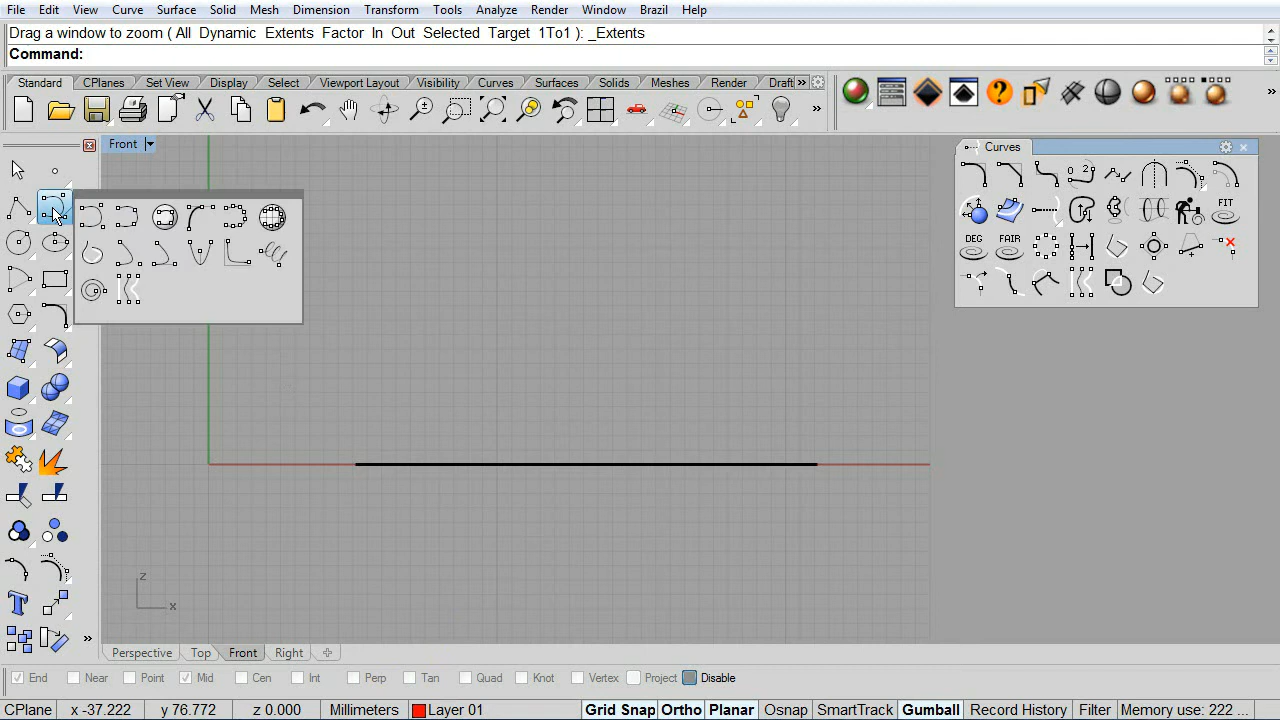 File Edit View Curve Surface Solid Mesh Dimension Transform Tools Analyze Render Window Brazil Help
Drag a window to zoom ( All Dynamic Extents Factor In Out Selected Target 1To1 ): _Extents
Command:
Standard CPlanes Set View Display Select Viewport Layout Visibility Curves Surfaces Solids Meshes Render Draft »
» »
Front Curves
0 2
FIT
DEG FAIR
z
x
T
»
Perspective Top Front Right
End Near Point Mid Cen Int Perp Tan Quad Knot Vertex Project Disable
CPlane x -37.222 y 76.772 z 0.000 Millimeters Layer 01 Grid Snap Ortho Planar Osnap SmartTrack Gumball Record History Filter Memory use: 222 ...